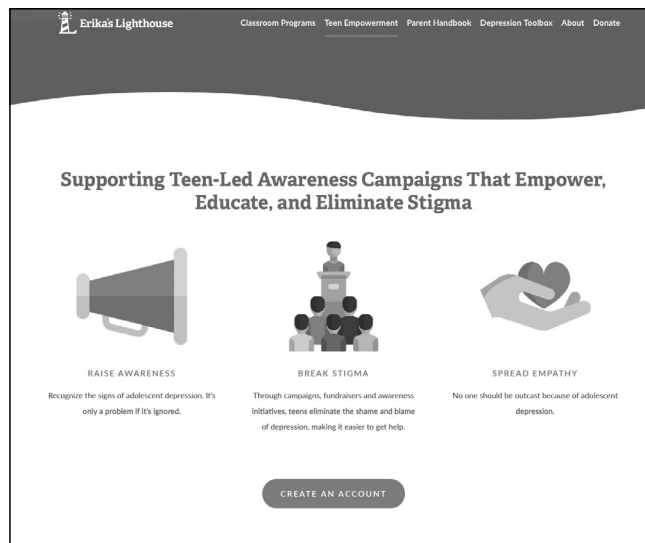 Erika's Lighthouse
Classroom Programs Teen Empowerment Parent Handbook Depression Toolbox About Donate
Supporting Teen-Led Awareness Campaigns That Empower,
Educate, and Eliminate Stigma
RAISE AWARENESS
Recognize the signs of adolescent depression. It's
only a problem if it's ignored.
BREAK STIGMA
Through campaigns, fundraisers and awareness
initiatives, teens eliminate the shame and blame
of depression, making it easier to get help.
SPREAD EMPATHY
No one should be outcast because of adolescent
depression.
CREATE AN ACCOUNT